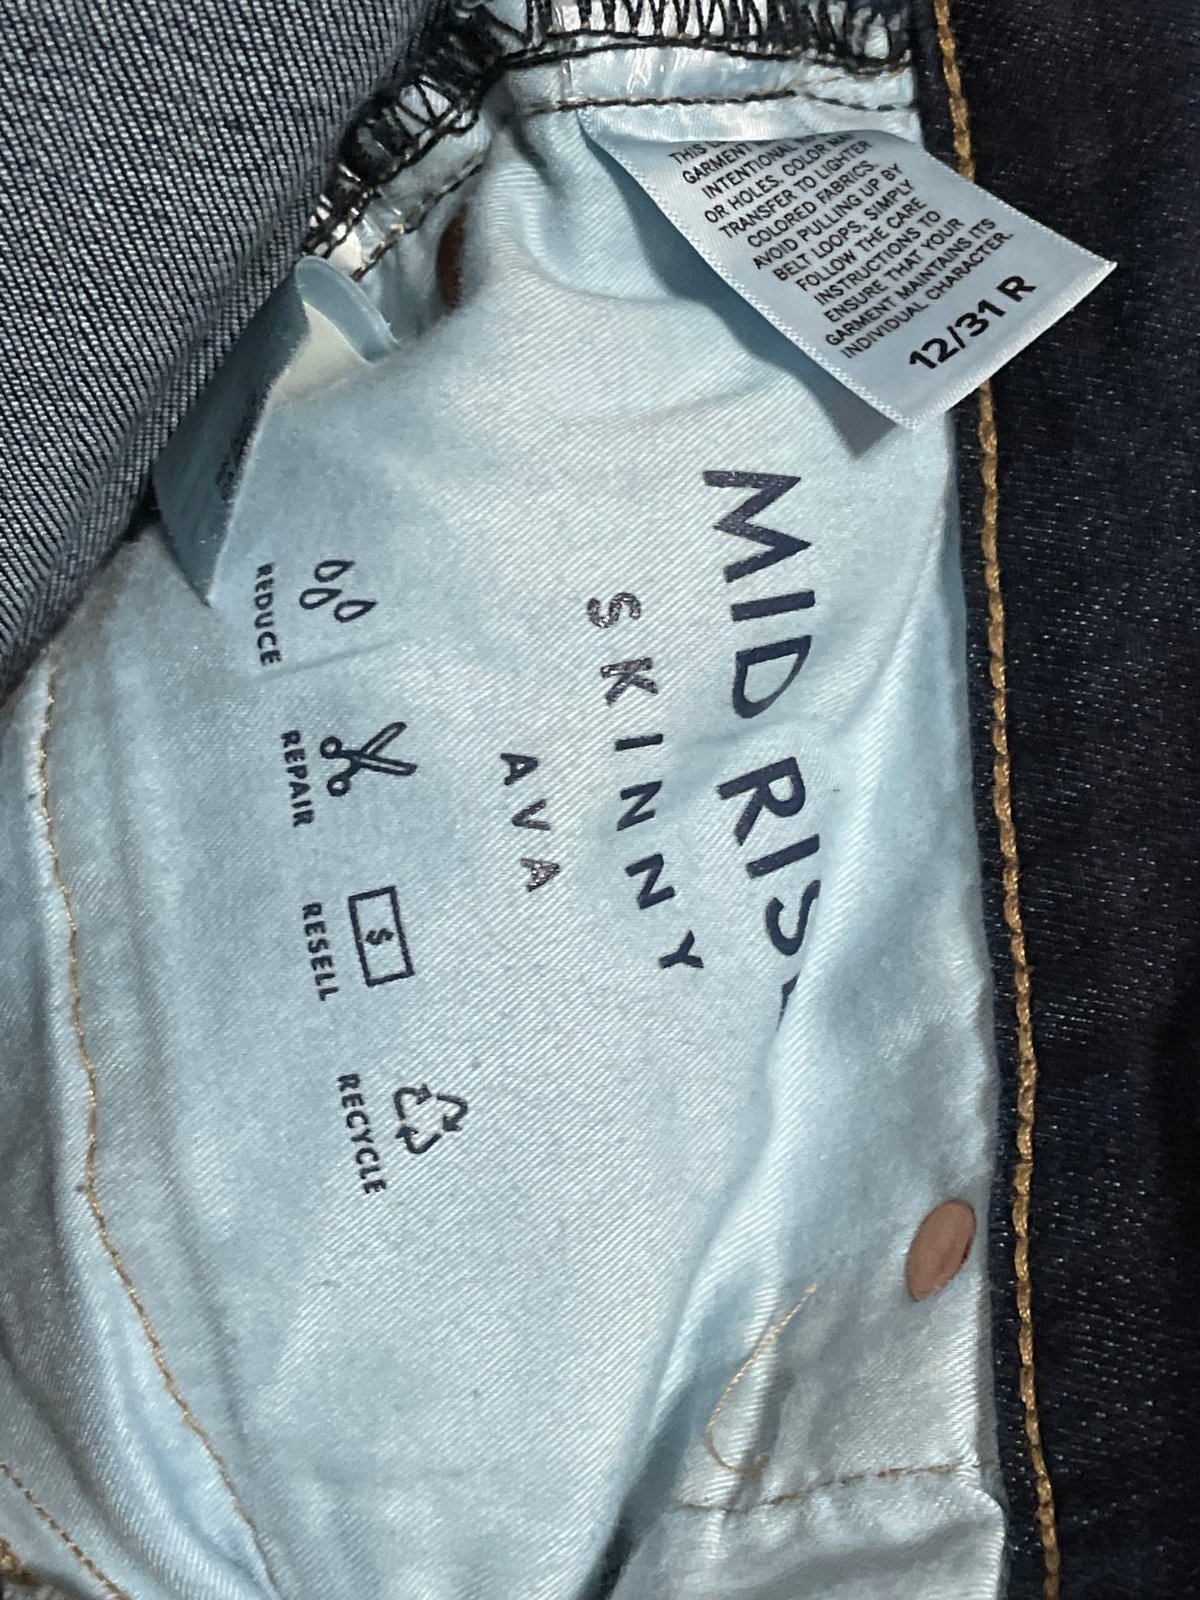 THIS
GARMENT
INTENTIONAL
OR HOLES. COLOR MAY
TRANSFER TO LIGHTER
COLORED FABRICS.
AVOID PULLING UP BY
BELT LOOPS, SIMPLY
FOLLOW THE CARE
INSTRUCTIONS TO
ENSURE THAT YOUR
GARMENT MAINTAINS ITS
INDIVIDUAL CHARACTER.
12/31 R
MID RIS
SKINNY
AVA
REDUCE
REPAIR
$
RESELL
RECYCLE